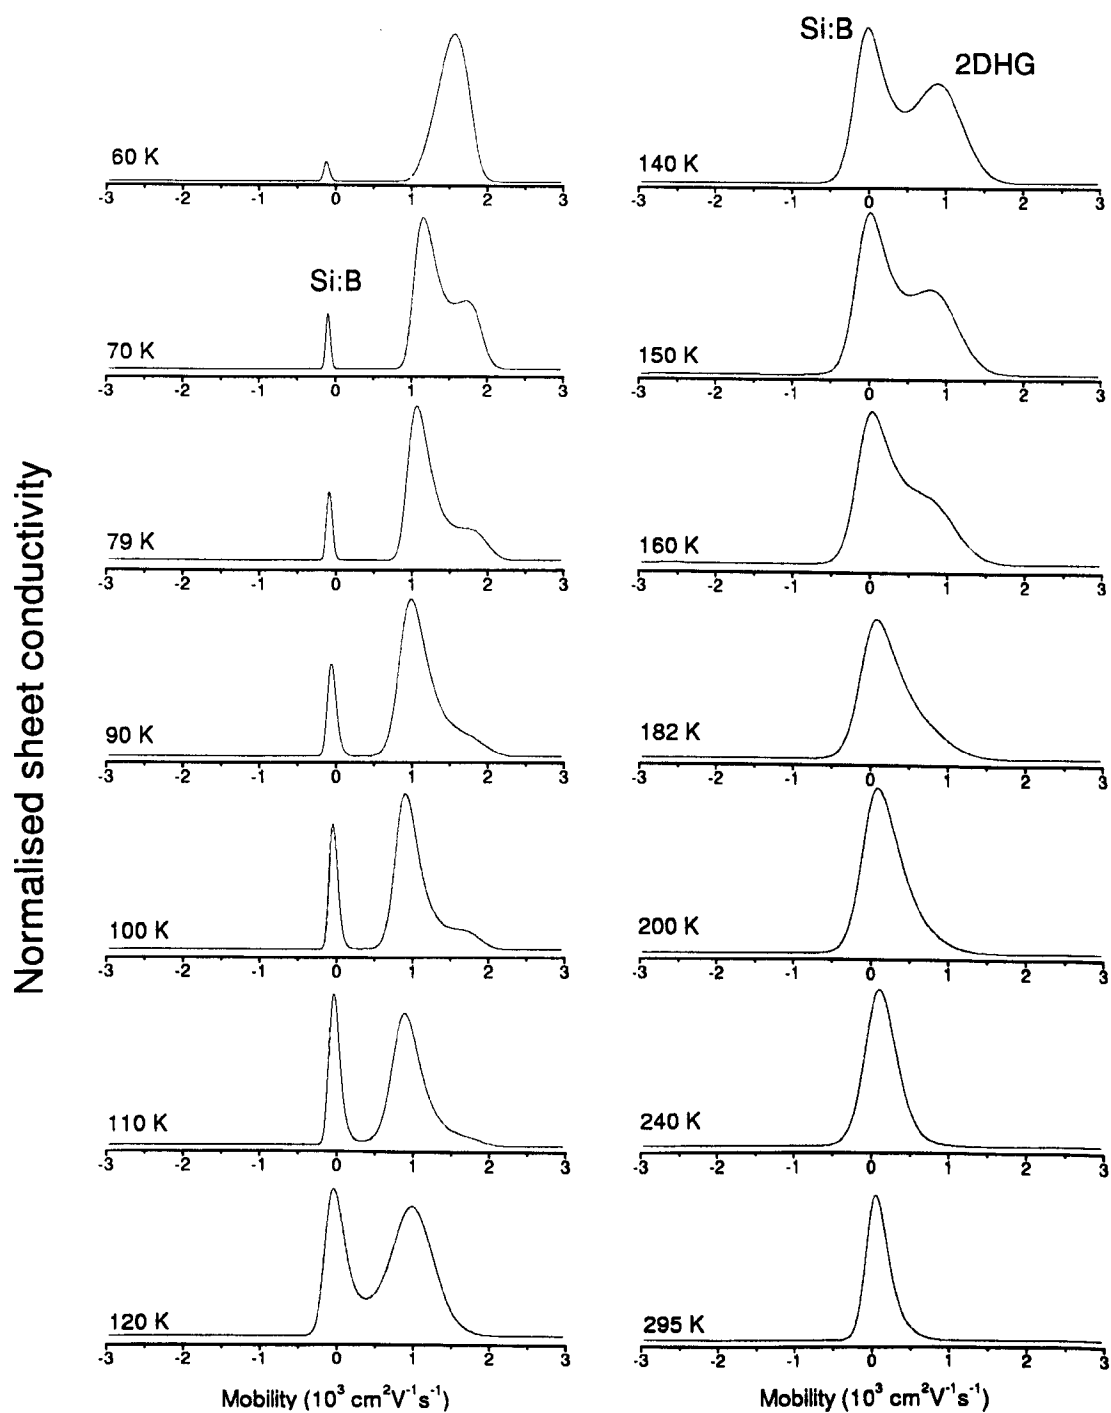 Normalised sheet conductivity
60 K
-3 -2 -1 0 1 2 3
Si:B
70 K
-3 -2 -1 0 1 2 3
79 K
-3 -2 -1 0 1 2 3
90 K
-3 -2 -1 0 1 2 3
100 K
-3 -2 -1 0 1 2 3
110 K
-3 -2 -1 0 1 2 3
120 K
-3 -2 -1 0 1 2 3
Mobility (10³ cm²V⁻¹s⁻¹)
Si:B
2DHG
140 K
-3 -2 -1 0 1 2 3
150 K
-3 -2 -1 0 1 2 3
160 K
-3 -2 -1 0 1 2 3
182 K
-3 -2 -1 0 1 2 3
200 K
-3 -2 -1 0 1 2 3
240 K
-3 -2 -1 0 1 2 3
295 K
-3 -2 -1 0 1 2 3
Mobility (10³ cm²V⁻¹s⁻¹)